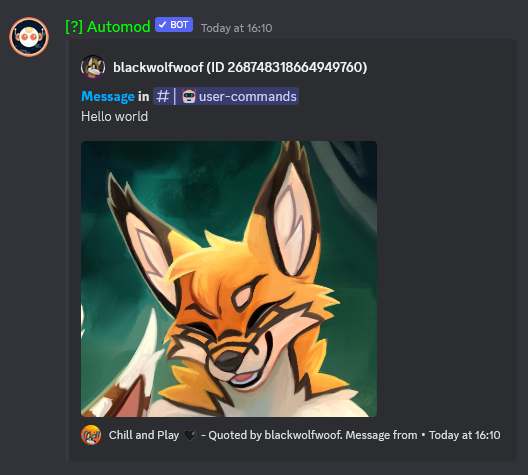 [?] Automod BOT Today at 16:10
blackwolfwoof (ID 268748318664949760)
Message in # | user-commands
Hello world
Chill and Play 🖤 - Quoted by blackwolfwoof. Message from • Today at 16:10